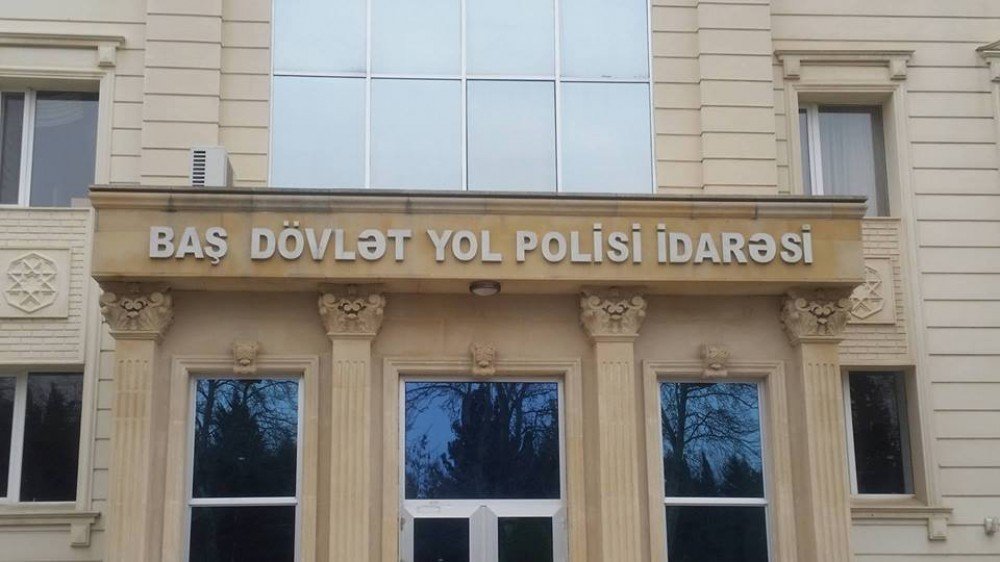 BAŞ DÖVLƏT YOL POLİSİ İDARƏSİ